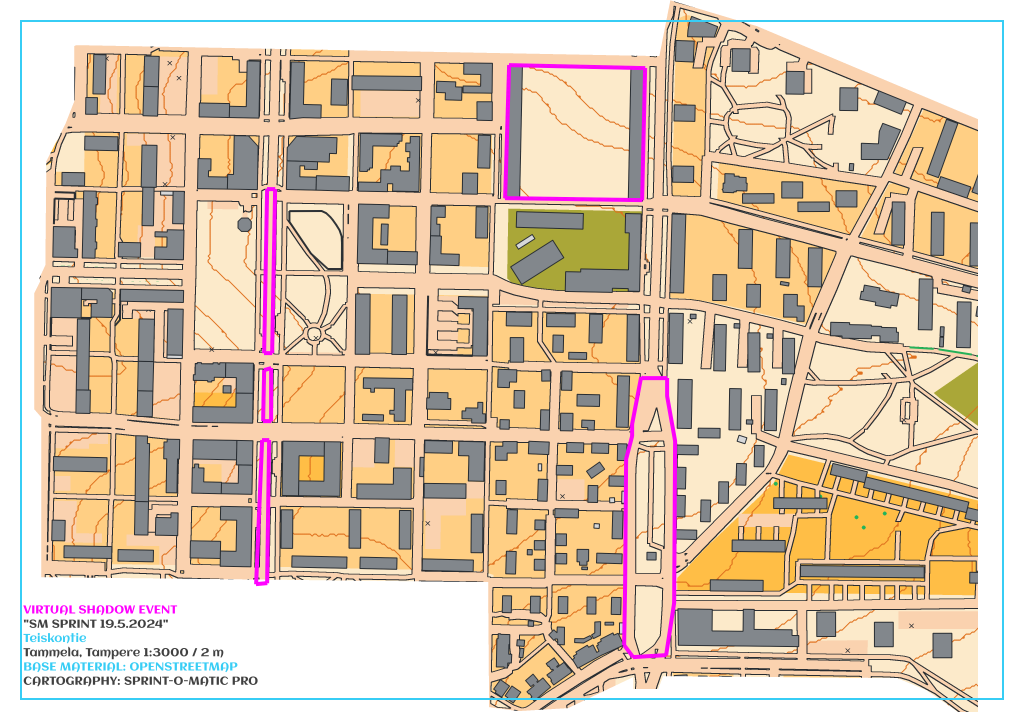 VIRTUAL SHADOW EVENT
"SM SPRINT 19.5.2024"
Teiskontie
Tammela, Tampere 1:3000 / 2 m
BASE MATERIAL: OPENSTREETMAP
CARTOGRAPHY: SPRINT-O-MATIC PRO